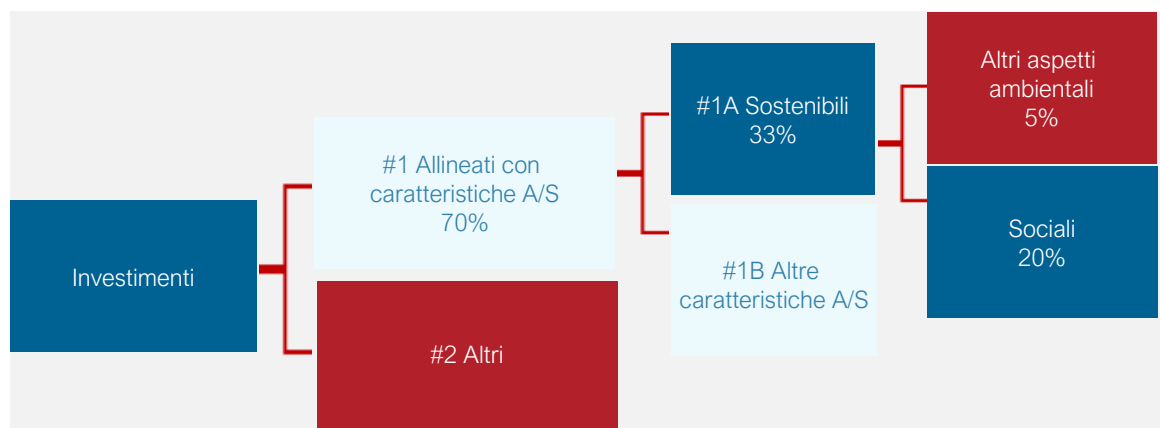 Investimenti
#1 Allineati con
caratteristiche A/S
70%
#2 Altri
#1A Sostenibili
33%
#1B Altre
caratteristiche A/S
Altri aspetti
ambientali
5%
Sociali
20%